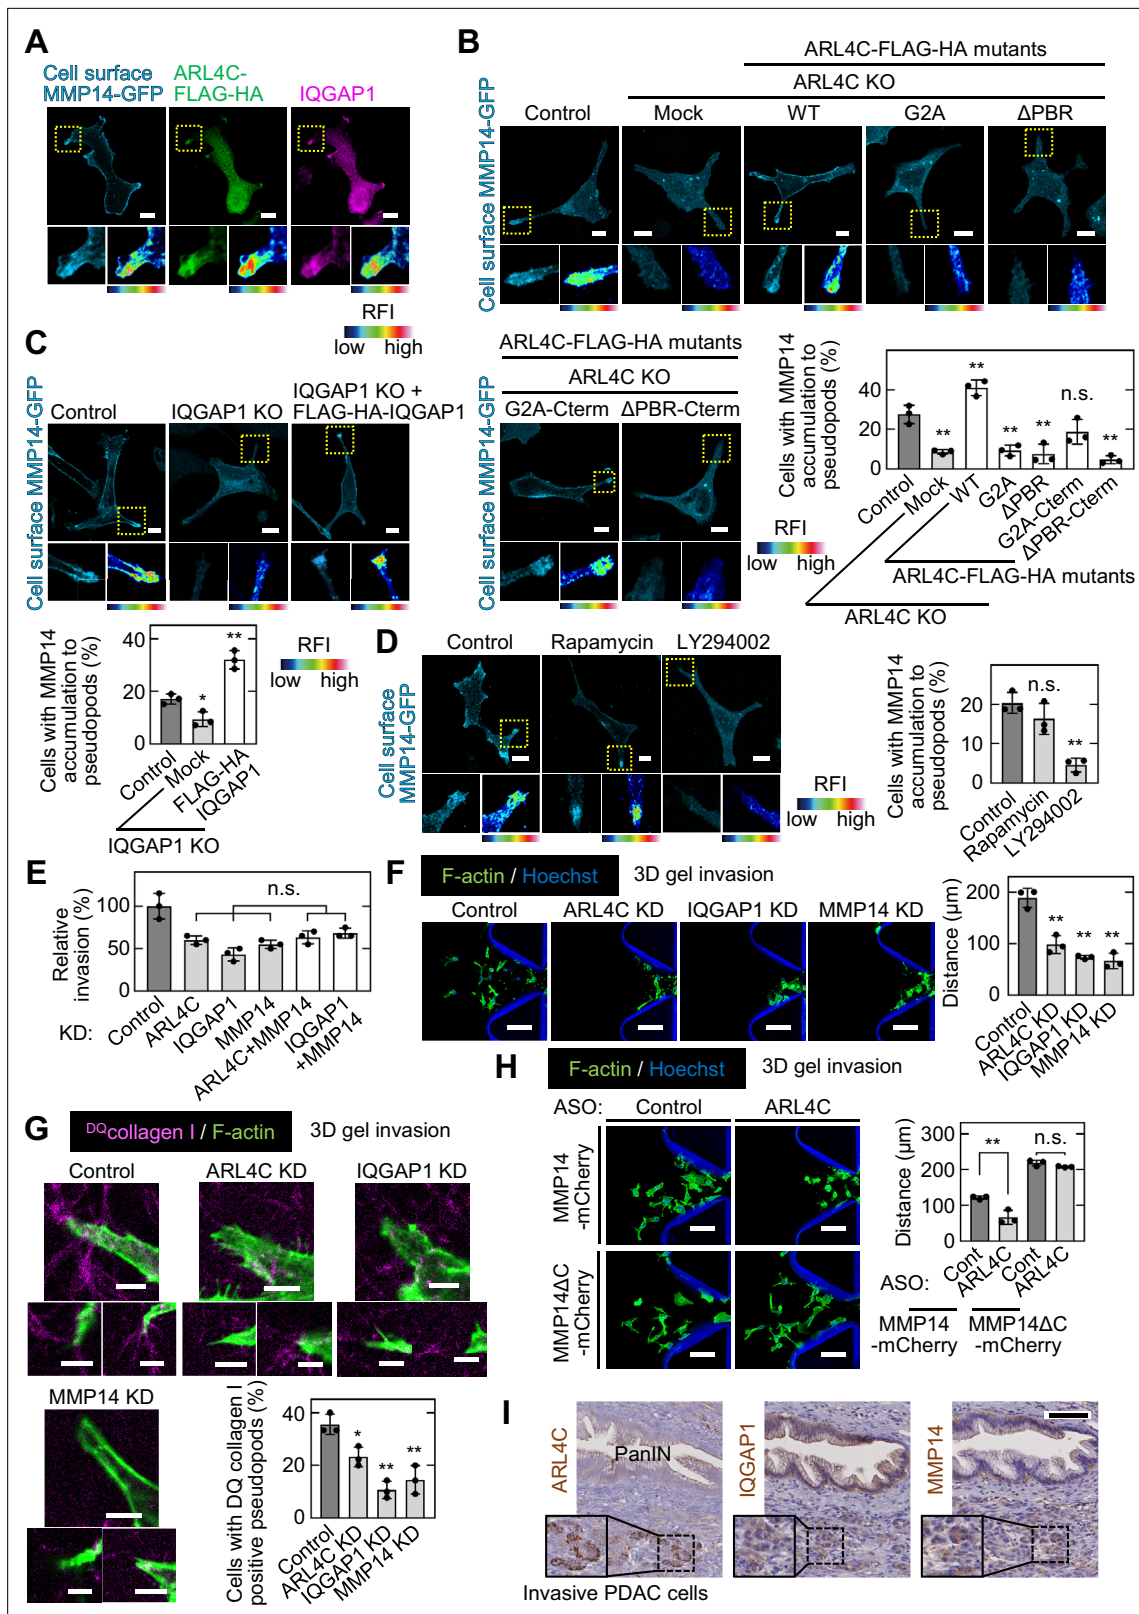 A
Cell surface
MMP14-GFP
ARL4C-
FLAG-HA
IQGAP1
RFI
low high
B
ARL4C-FLAG-HA mutants
ARL4C KO
Control Mock WT G2A ΔPBR
Cell surface MMP14-GFP
ARL4C-FLAG-HA mutants
ARL4C KO
G2A-Cterm ΔPBR-Cterm
Cells with MMP14
accumulation to
pseudopods (%)
40
20
0
** ** ** ** n.s. **
Control
Mock
WT
G2A
ΔPBR
G2A-Cterm
ΔPBR-Cterm
ARL4C-FLAG-HA mutants
ARL4C KO
RFI
low high
C
Cell surface MMP14-GFP
Control
IQGAP1 KO
IQGAP1 KO +
FLAG-HA-IQGAP1
Cells with MMP14
accumulation to
pseudopods (%)
40
20
0
* **
Control
Mock
FLAG-HA
IQGAP1
IQGAP1 KO
RFI
low high
D
Cell surface
MMP14-GFP
Control Rapamycin LY294002
RFI
low high
Cells with MMP14
accumulation to
pseudopods (%)
20
10
0
n.s. **
Control
Rapamycin
LY294002
E
Relative
invasion (%)
100
50
0
n.s.
KD:
Control
ARL4C
IQGAP1
MMP14
ARL4C+MMP14
IQGAP1
+MMP14
F
F-actin / Hoechst 3D gel invasion
Control ARL4C KD IQGAP1 KD MMP14 KD
Distance (μm)
200
100
0
** ** **
Control
ARL4C KD
IQGAP1 KD
MMP14 KD
G
DQcollagen I / F-actin 3D gel invasion
Control ARL4C KD IQGAP1 KD
MMP14 KD
Cells with DQ collagen I
positive pseudopods (%)
40
20
0
* ** **
Control
ARL4C KD
IQGAP1 KD
MMP14 KD
H
F-actin / Hoechst 3D gel invasion
ASO: Control ARL4C
MMP14
-mCherry
MMP14ΔC
-mCherry
Distance (μm)
300
200
100
0
** n.s.
ASO:
Cont
ARL4C
Cont
ARL4C
MMP14
-mCherry
MMP14ΔC
-mCherry
I
ARL4C
PanIN
IQGAP1
MMP14
Invasive PDAC cells